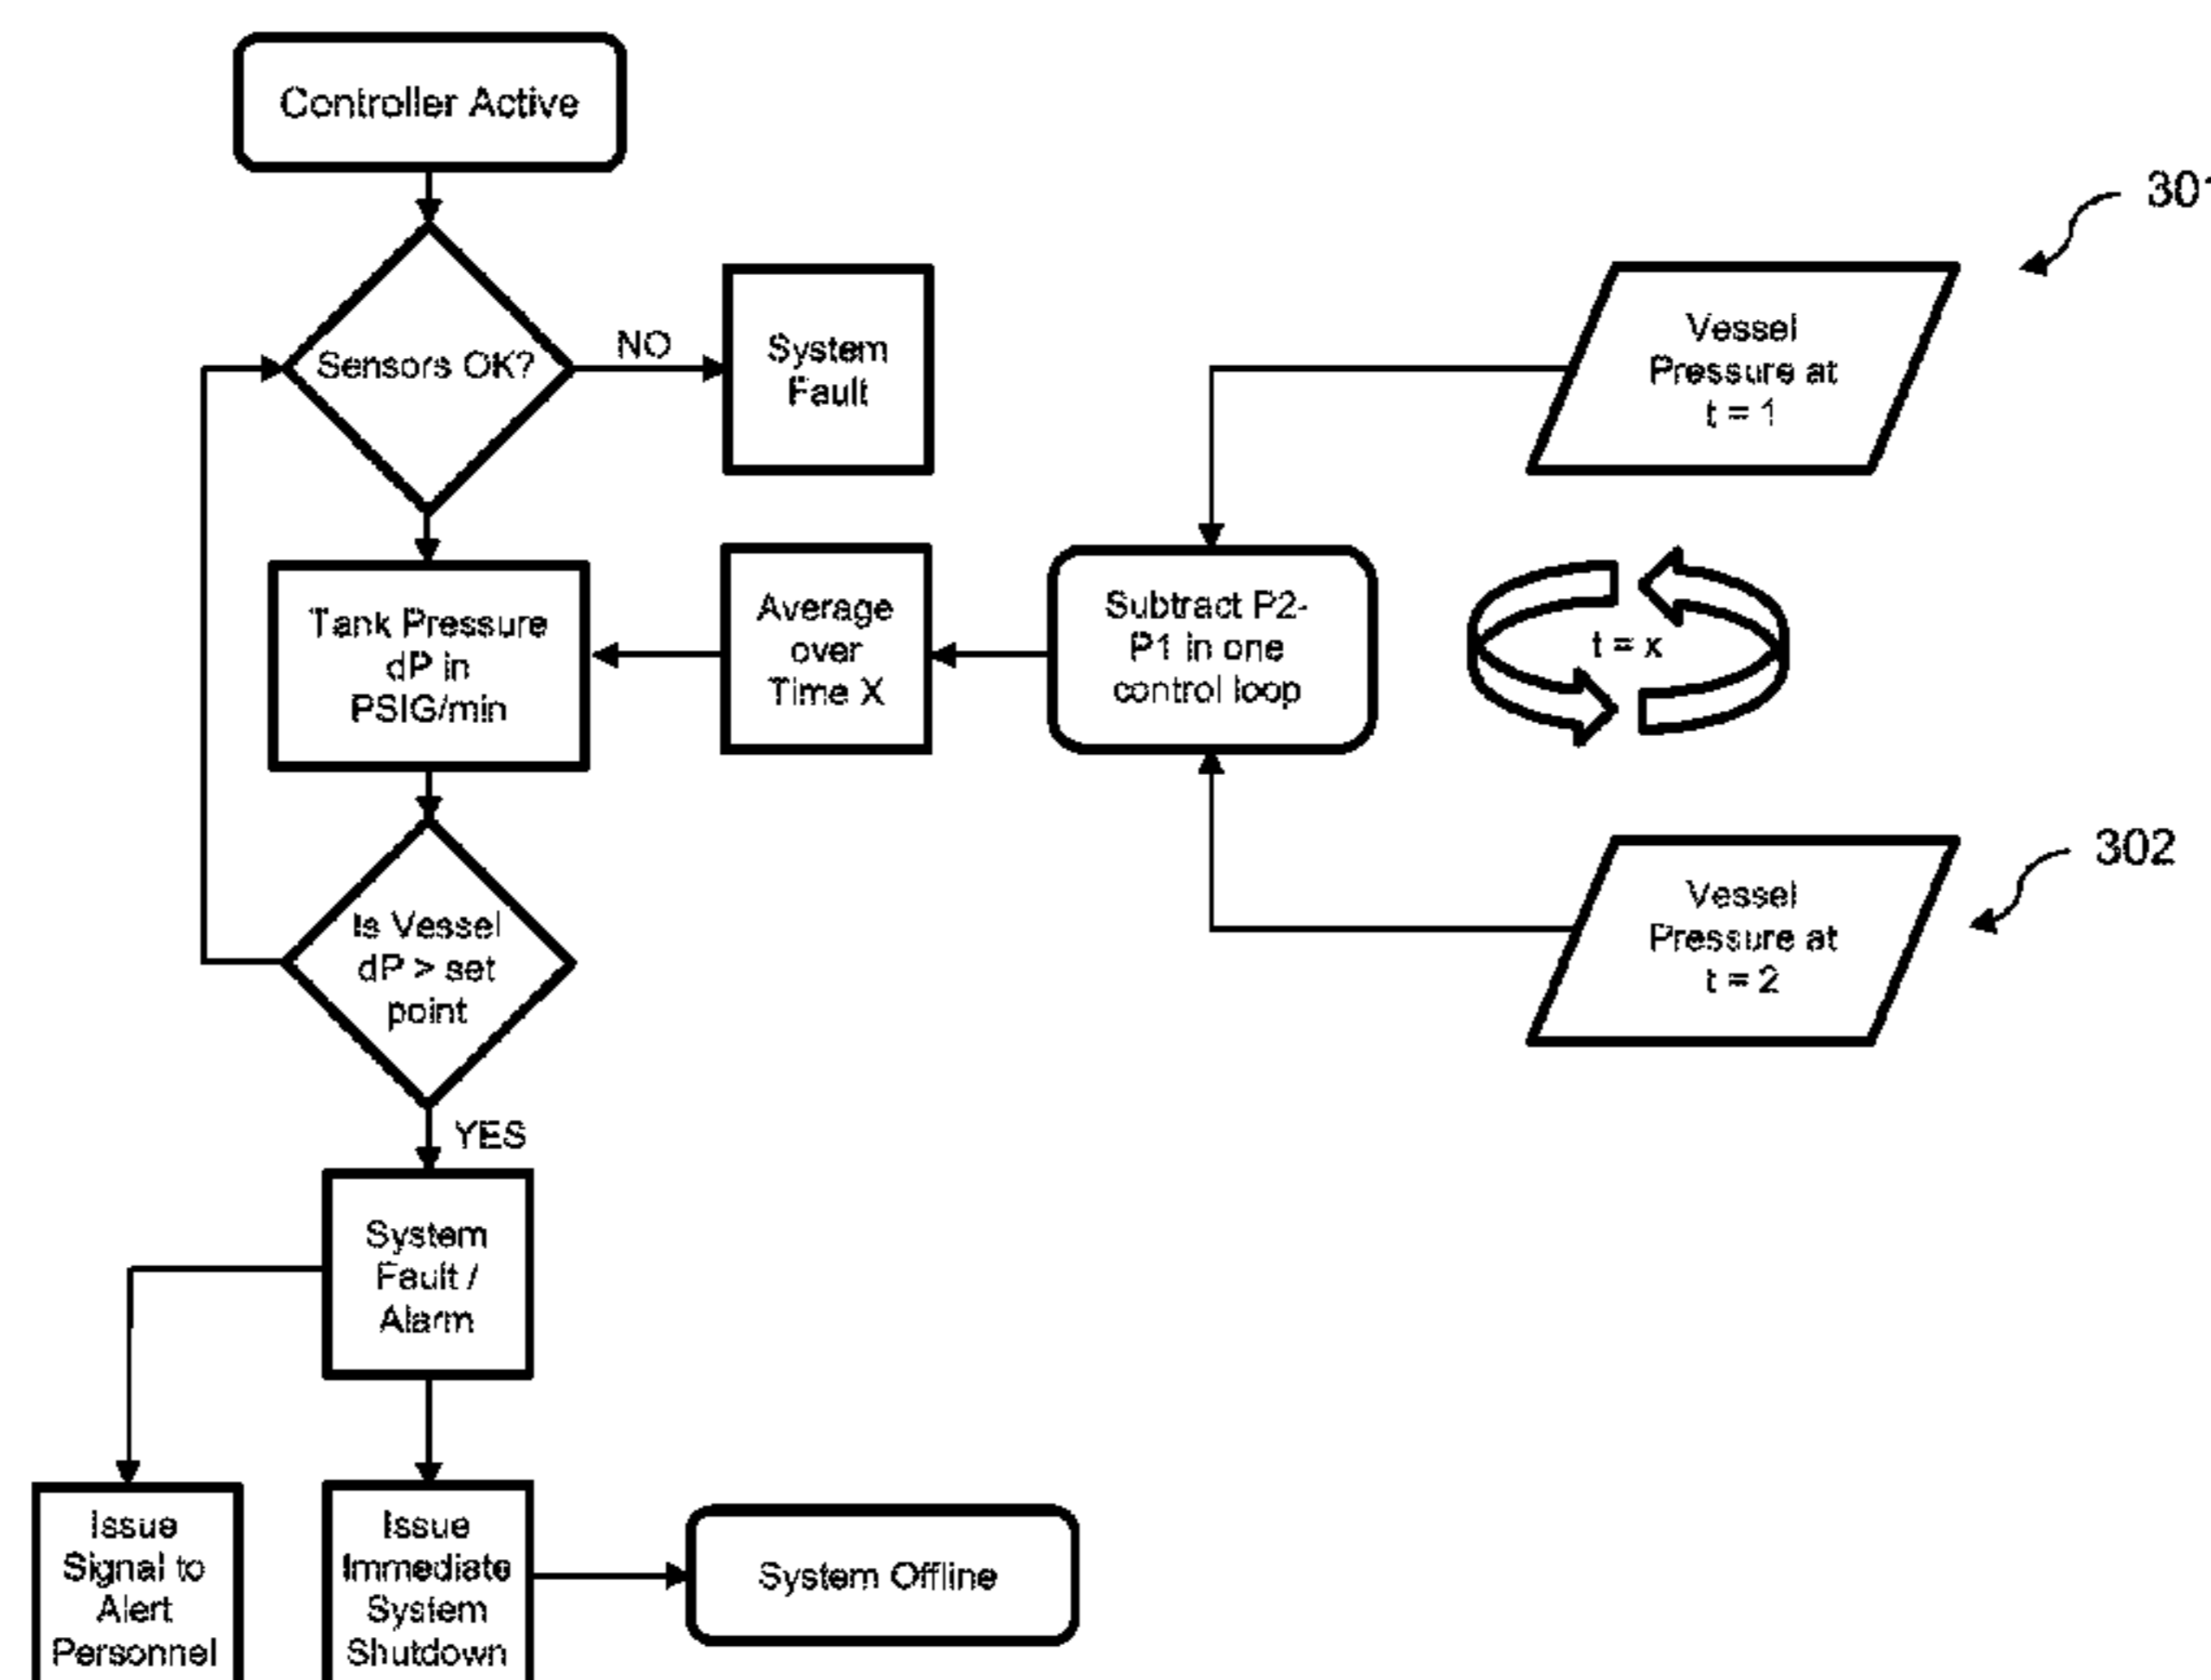 Controller Active
301
Sensors OK?
NO
System
Fault
Vessel
Pressure at
t = 1
Tank Pressure
dP in
PSIG/min
Average
over
Time X
Subtract P2-
P1 in one
control loop
t = x
302
Vessel
Pressure at
t = 2
Is Vessel
dP > set
point
YES
System
Fault /
Alarm
Issue
Signal to
Alert
Personnel
Issue
Immediate
System
Shutdown
System Offline